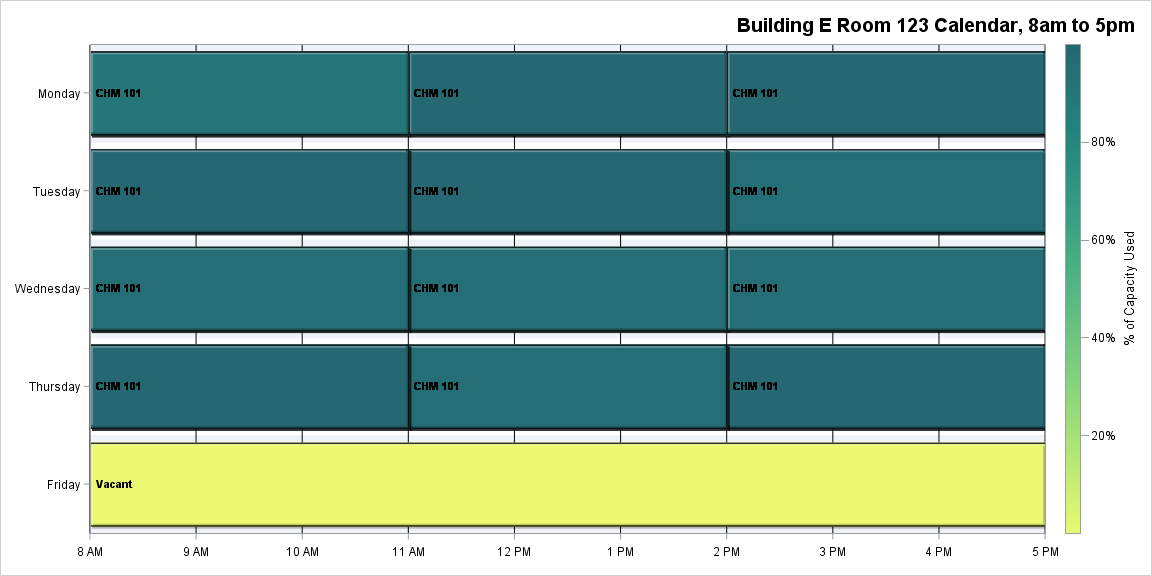 Building E Room 123 Calendar, 8am to 5pm
Monday
CHM 101
CHM 101
CHM 101
Tuesday
CHM 101
CHM 101
CHM 101
Wednesday
CHM 101
CHM 101
CHM 101
Thursday
CHM 101
CHM 101
CHM 101
Friday
Vacant
8 AM
9 AM
10 AM
11 AM
12 PM
1 PM
2 PM
3 PM
4 PM
5 PM
80%
60%
40%
20%
% of Capacity Used